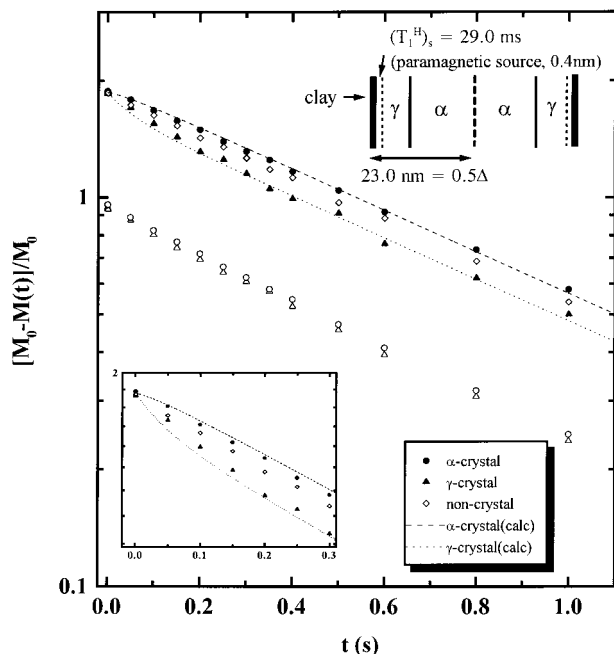 (T₁ᴴ)ₛ = 29.0 ms
(paramagnetic source, 0.4nm)
clay
γ α α γ
23.0 nm = 0.5Δ
[M₀-M(t)]/M₀
1
0.1
2
0.0 0.1 0.2 0.3
α-crystal
γ-crystal
non-crystal
α-crystal(calc)
γ-crystal(calc)
0.0 0.2 0.4 0.6 0.8 1.0
t (s)